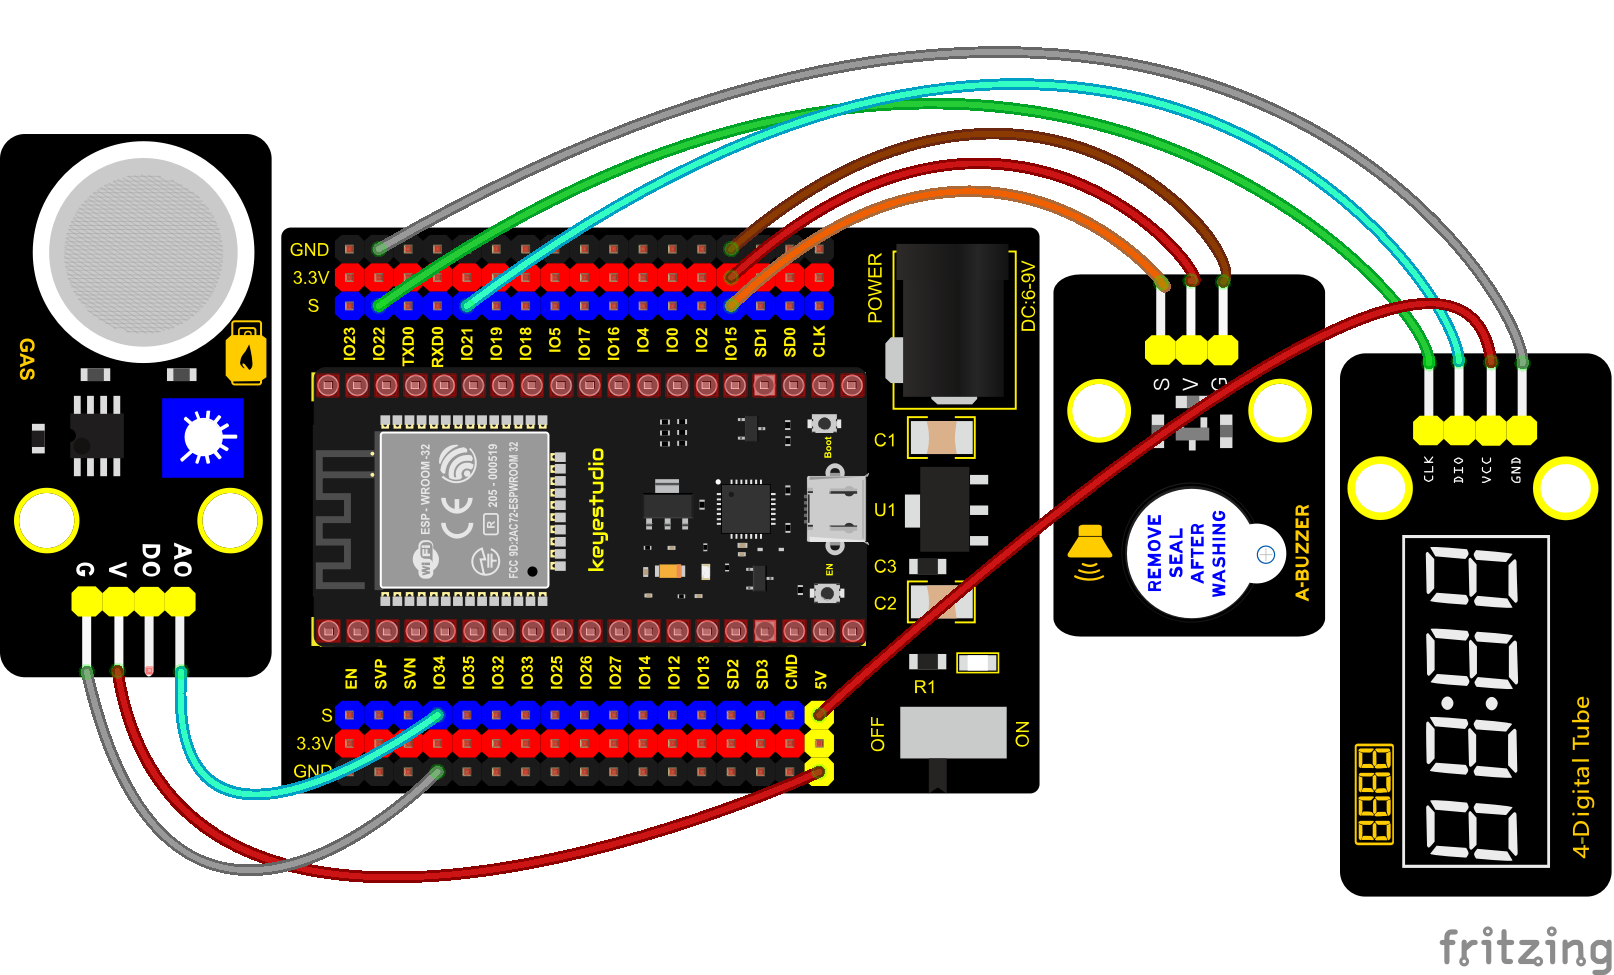 GAS
G
V
DO
AO
GND
3.3V
S
IO23
IO22
TXD0
RXD0
IO21
IO19
IO18
IO5
IO17
IO16
IO4
IO0
IO2
IO15
SD1
SD0
CLK
POWER
DC:6-9V
WiFi
ESP - WROOM -32
CE
R
205 - 000519
FCC 9D:2AC72-ESPWROOM 32
keyestudio
Boot
EN
C1
U1
C3
C2
R1
OFF
ON
EN
SVP
SVN
IO34
IO35
IO32
IO33
IO25
IO26
IO27
IO14
IO12
IO13
SD2
SD3
CMD
5V
S
3.3V
GND
S
V
G
REMOVE
SEAL
AFTER
WASHING
A-BUZZER
CLK
DIO
VCC
GND
4-Digital Tube
fritzing